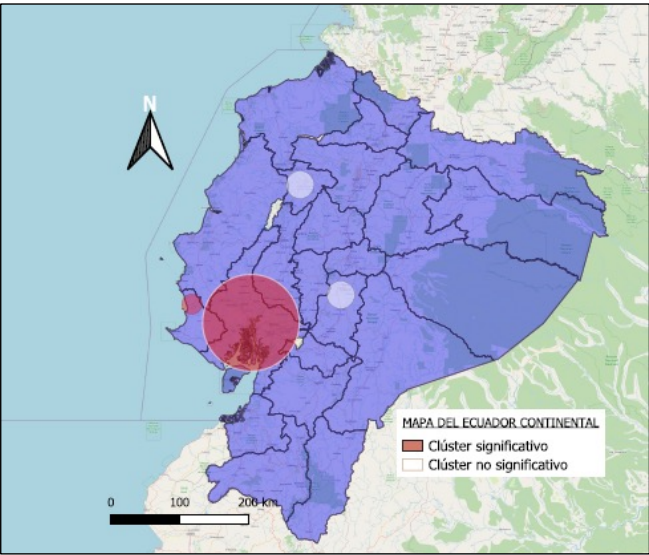 N
MAPA DEL ECUADOR CONTINENTAL
Clúster significativo
Clúster no significativo
0 100 200 km